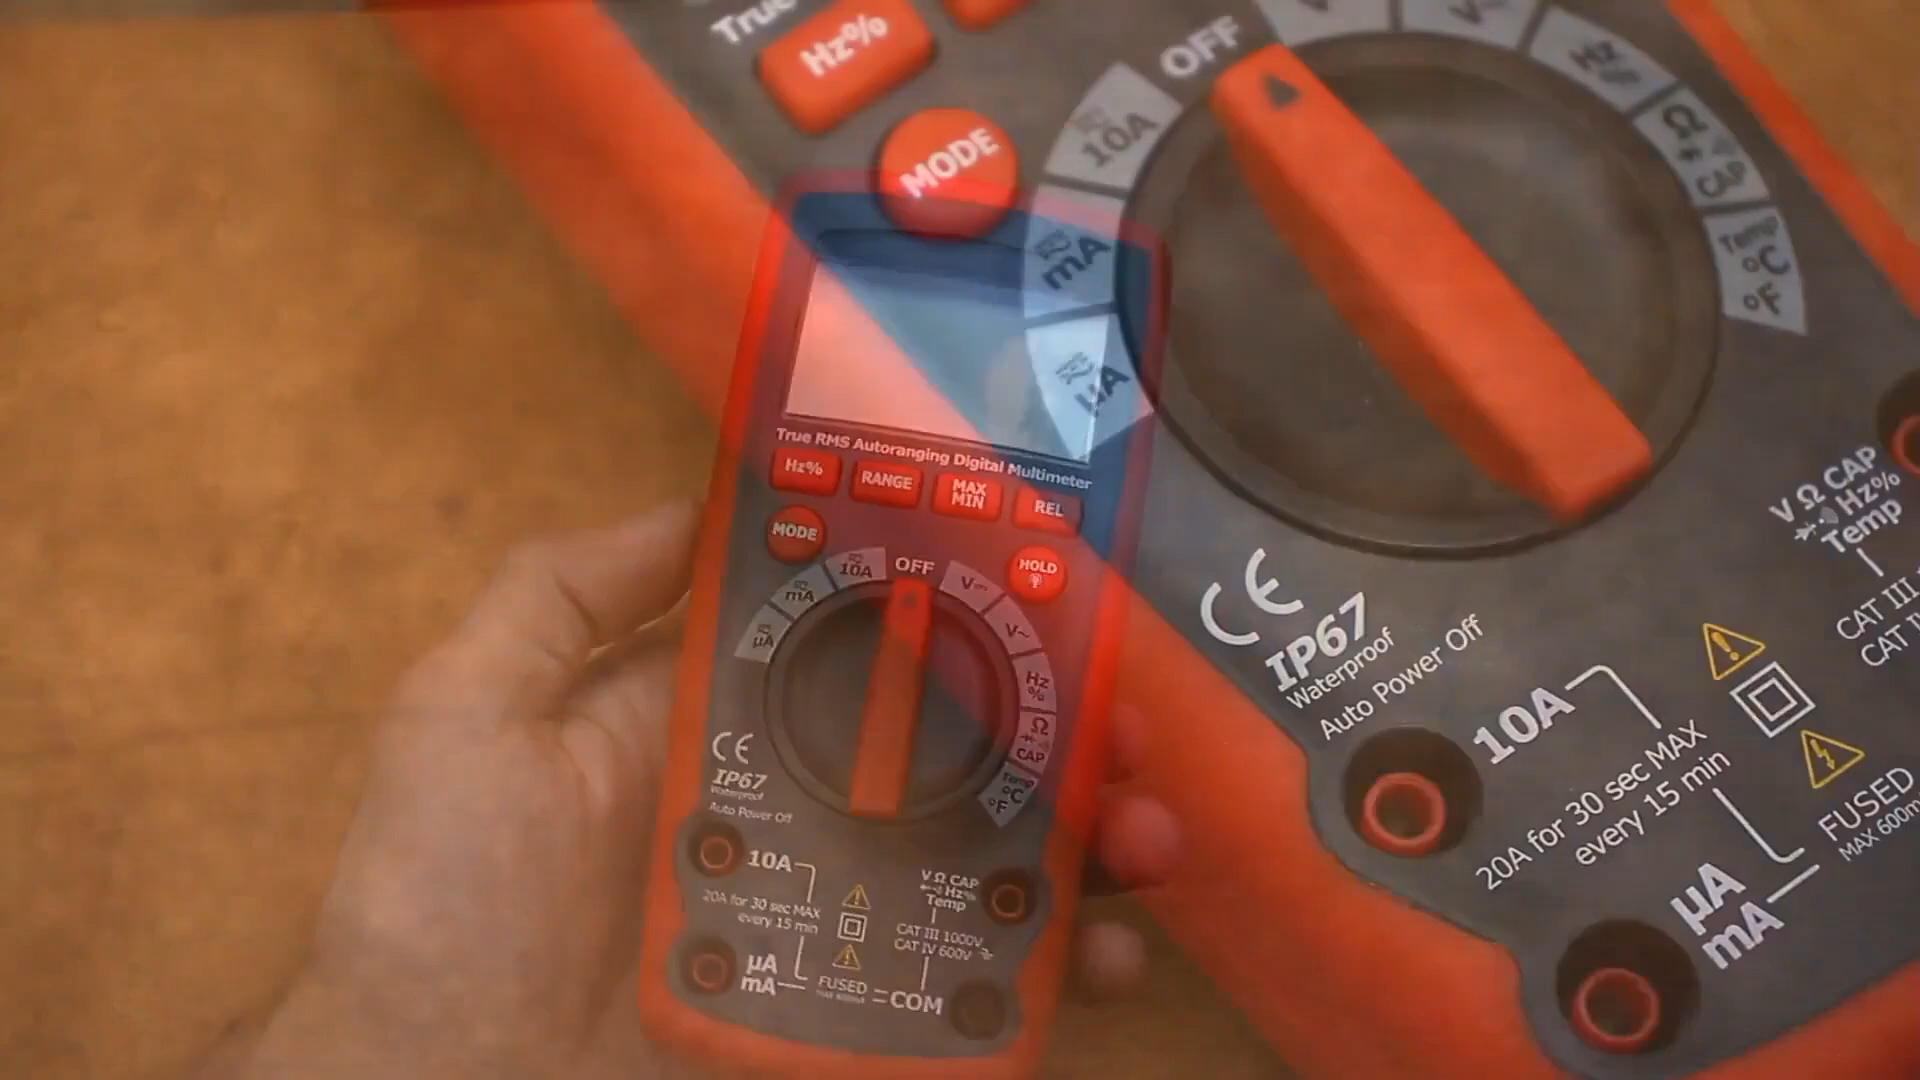 True
Hz%
MODE
OFF
V
V~
Hz
%
Ω
CAP
Temp
°C
°F
10A
mA
µA
CE
IP67
Waterproof
Auto Power Off
10A
20A for 30 sec MAX
every 15 min
µA
mA
FUSED
MAX 600m
V Ω CAP
Hz%
Temp
CAT III
CAT
True RMS Autoranging Digital Multimeter
Hz%
RANGE
MAX
MIN
REL
MODE
HOLD
OFF
10A
mA
µA
V
V~
Hz
%
Ω
CAP
Temp
°C
°F
CE
IP67
Waterproof
Auto Power Off
10A
20A for 30 sec MAX
every 15 min
µA
mA
FUSED
COM
V Ω CAP
Hz%
Temp
CAT III 1000V
CAT IV 600V